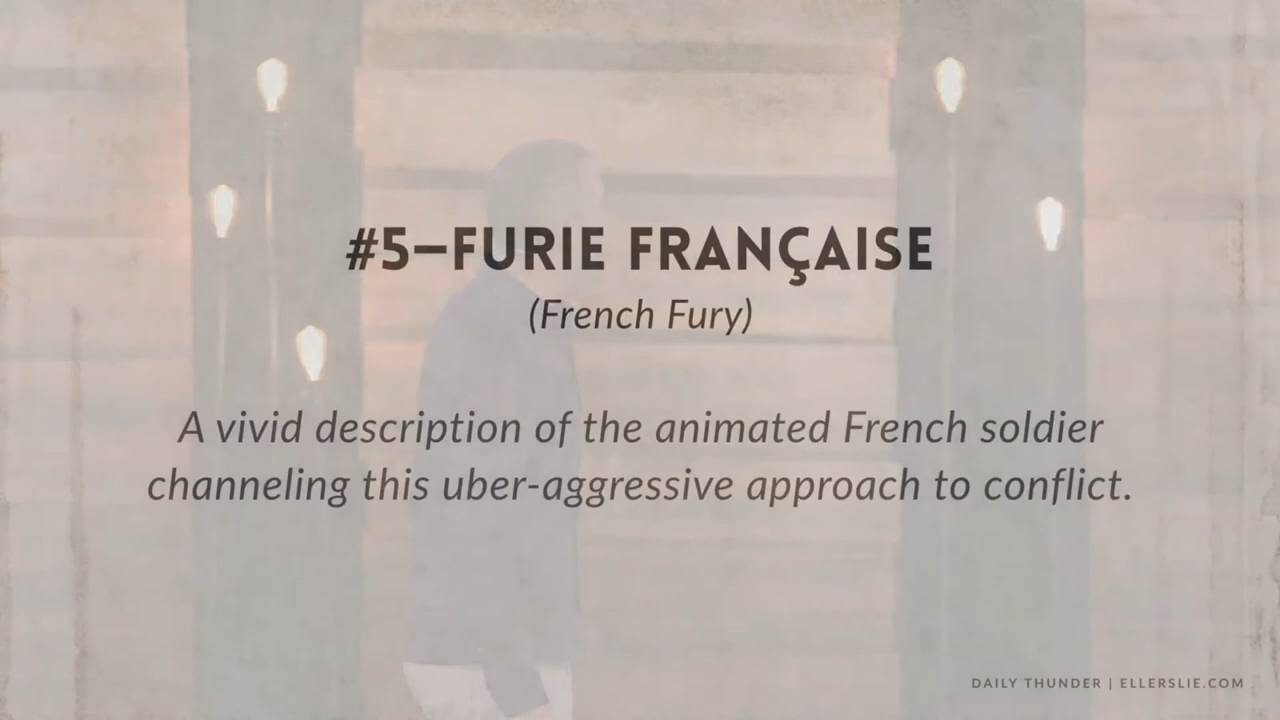 #5—FURIE FRANÇAISE
(French Fury)
A vivid description of the animated French soldier
channeling this uber-aggressive approach to conflict.
DAILY THUNDER | ELLERSLIE.COM